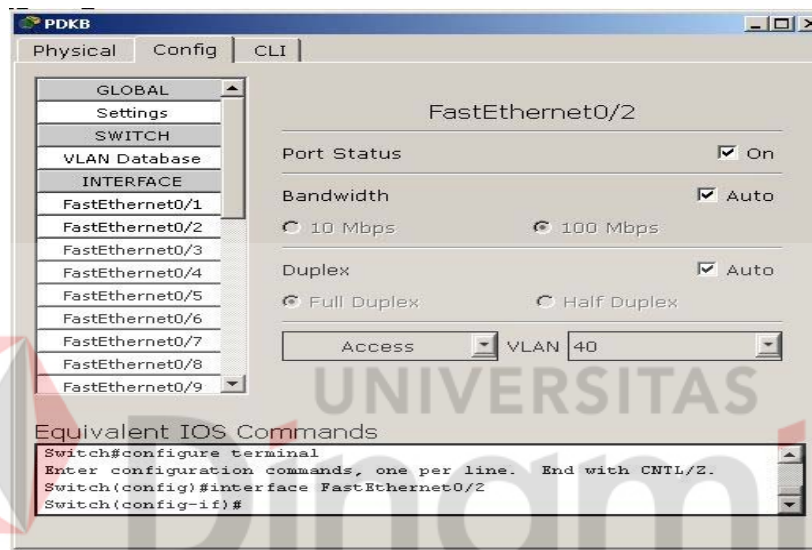 PDKB
Physical Config CLI
GLOBAL
Settings
SWITCH
VLAN Database
INTERFACE
FastEthernet0/1
FastEthernet0/2
FastEthernet0/3
FastEthernet0/4
FastEthernet0/5
FastEthernet0/6
FastEthernet0/7
FastEthernet0/8
FastEthernet0/9
FastEthernet0/2
Port Status On
Bandwidth Auto
10 Mbps 100 Mbps
Duplex Auto
Full Duplex Half Duplex
Access VLAN 40
UNIVERSITAS
Dinami
Equivalent IOS Commands
Switch#configure terminal
Enter configuration commands, one per line. End with CNTL/Z.
Switch(config)#interface FastEthernet0/2
Switch(config-if)#